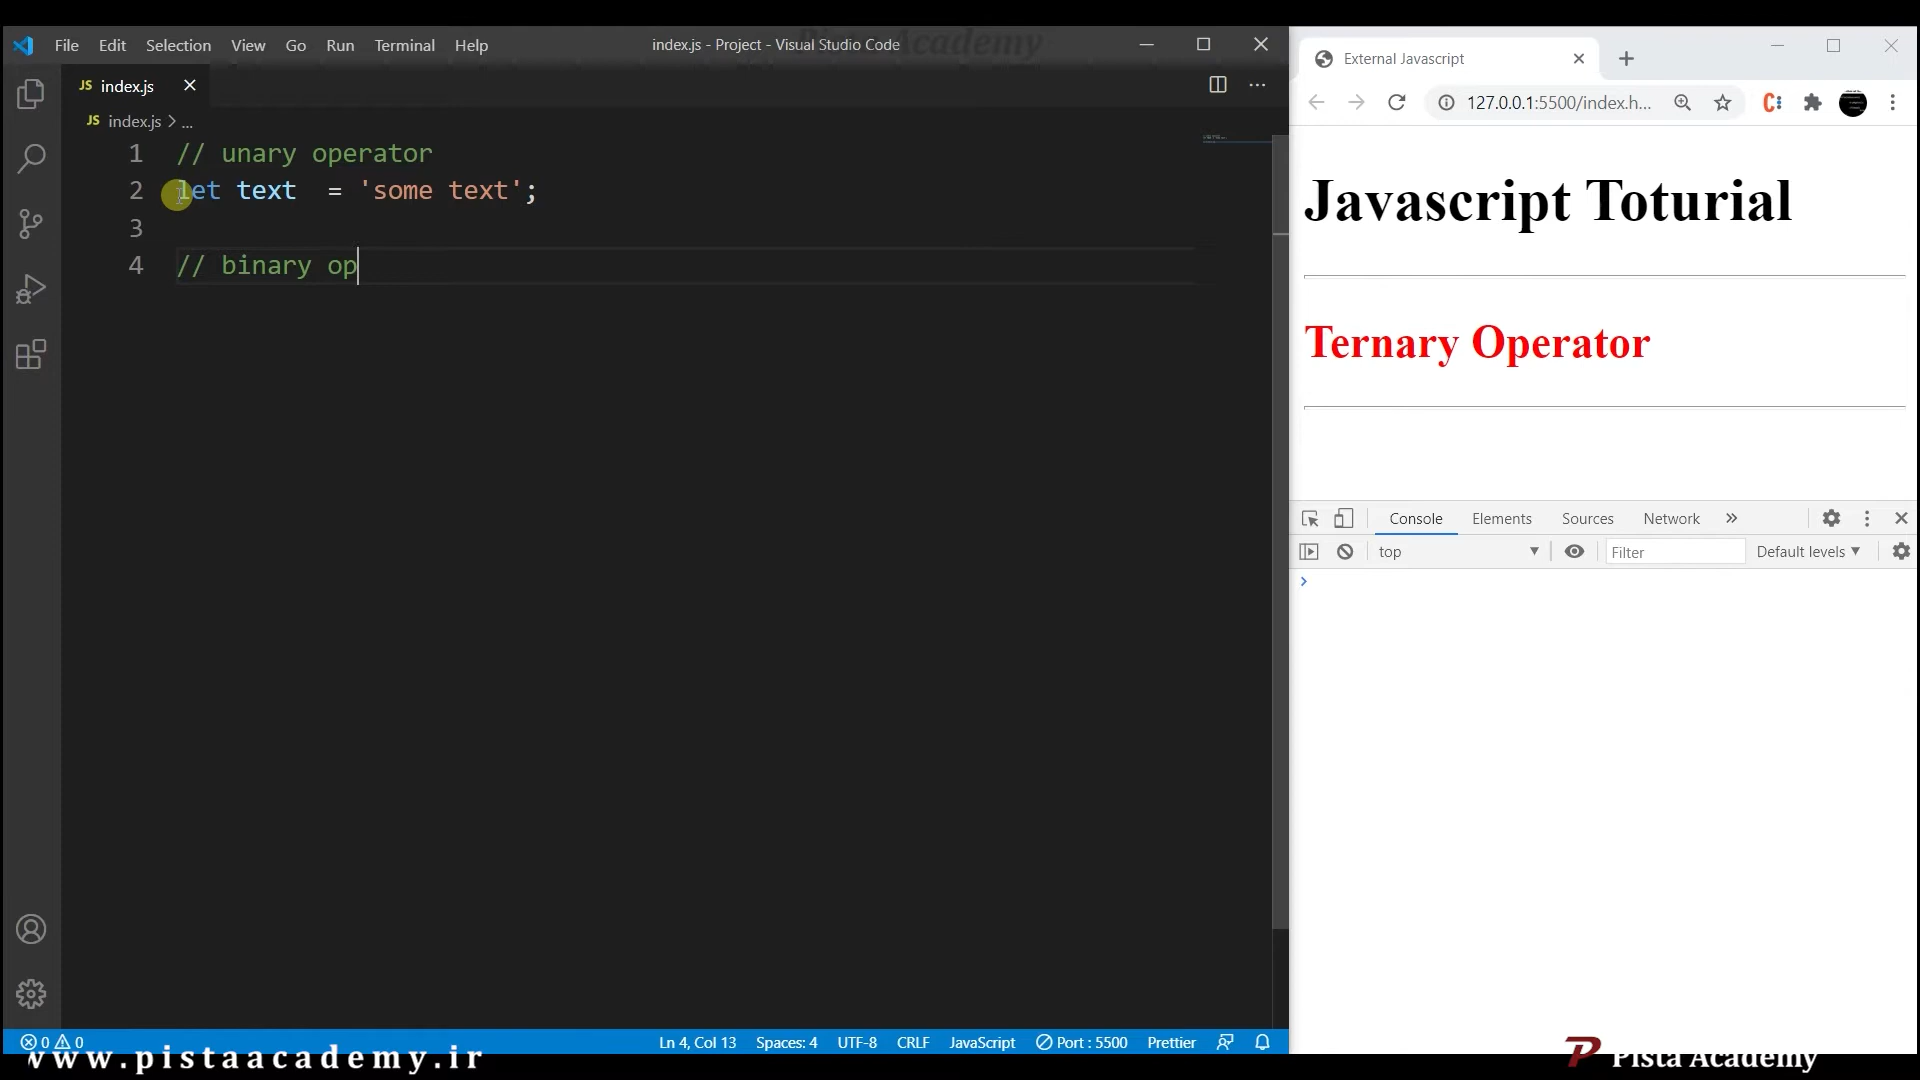 File Edit Selection View Go Run Terminal Help
index.js - Project - Visual Studio Code
JS index.js
JS index.js > ...
1 // unary operator
2 let text  = 'some text';
3
4 // binary op
0 0
Ln 4, Col 13 Spaces: 4 UTF-8 CRLF JavaScript Port : 5500 Prettier
www.pistaacademy.ir
External Javascript
127.0.0.1:5500/index.h...
Javascript Toturial
Ternary Operator
Console Elements Sources Network »
top Filter Default levels
Pista Academy